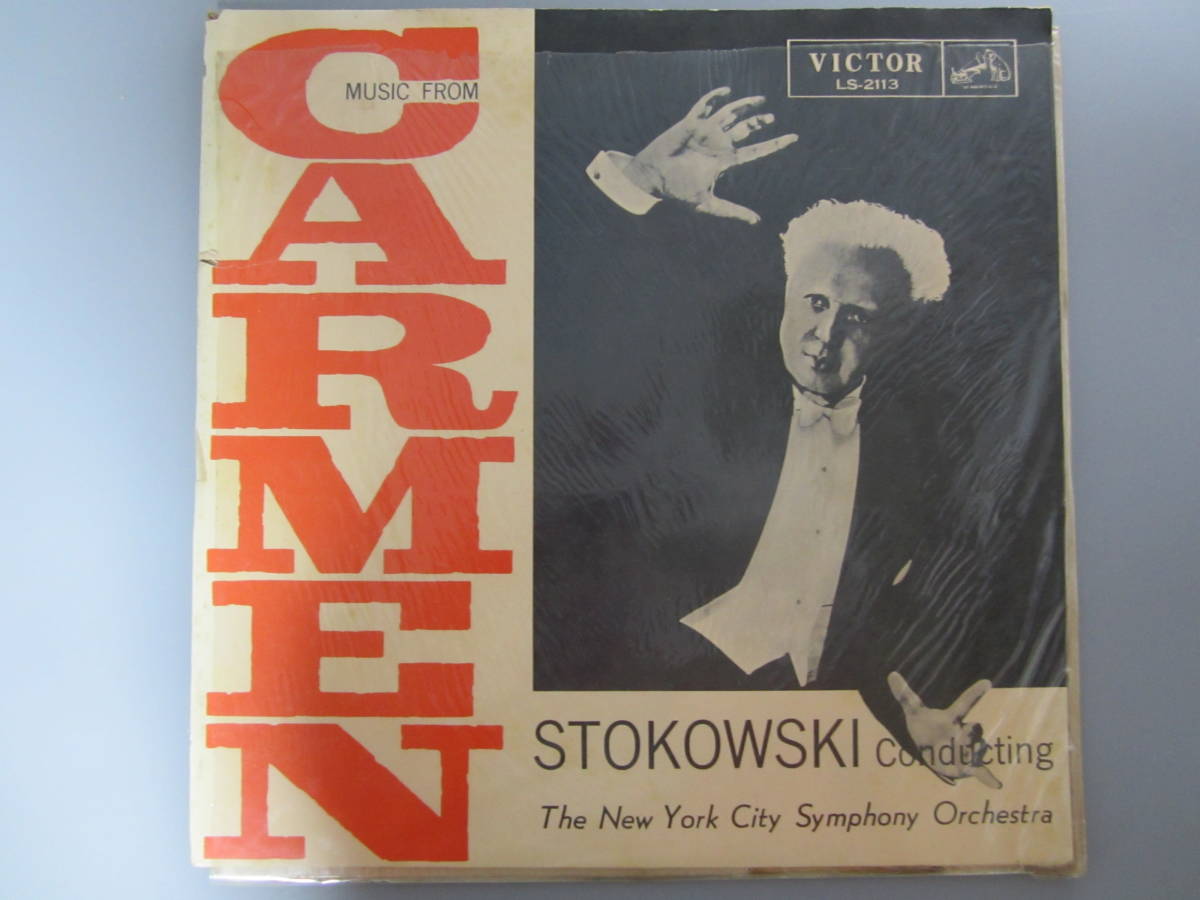 MUSIC FROM
CARMEN
VICTOR
LS-2113
STOKOWSKI Conducting
The New York City Symphony Orchestra